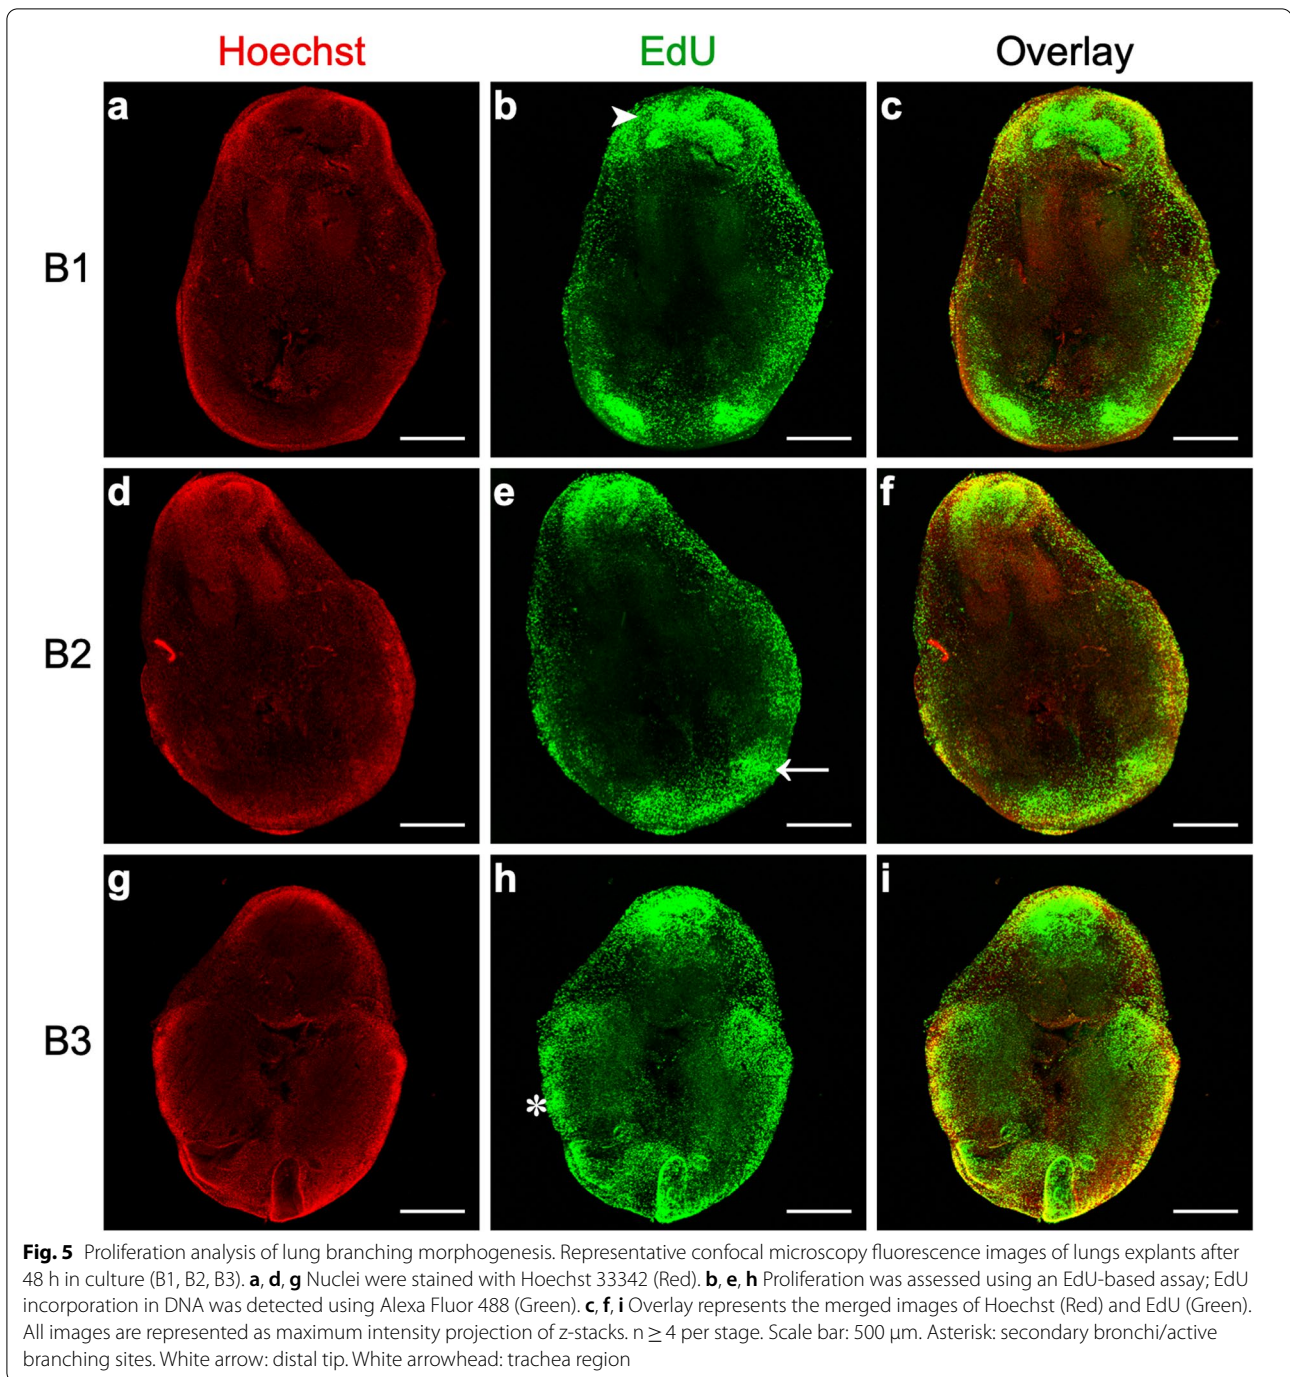 Hoechst EdU Overlay
a b c
B1
d e f
B2
g h i
B3
*
Fig. 5 Proliferation analysis of lung branching morphogenesis. Representative confocal microscopy fluorescence images of lungs explants after
48 h in culture (B1, B2, B3). a, d, g Nuclei were stained with Hoechst 33342 (Red). b, e, h Proliferation was assessed using an EdU-based assay; EdU
incorporation in DNA was detected using Alexa Fluor 488 (Green). c, f, i Overlay represents the merged images of Hoechst (Red) and EdU (Green).
All images are represented as maximum intensity projection of z-stacks. n ≥ 4 per stage. Scale bar: 500 μm. Asterisk: secondary bronchi/active
branching sites. White arrow: distal tip. White arrowhead: trachea region